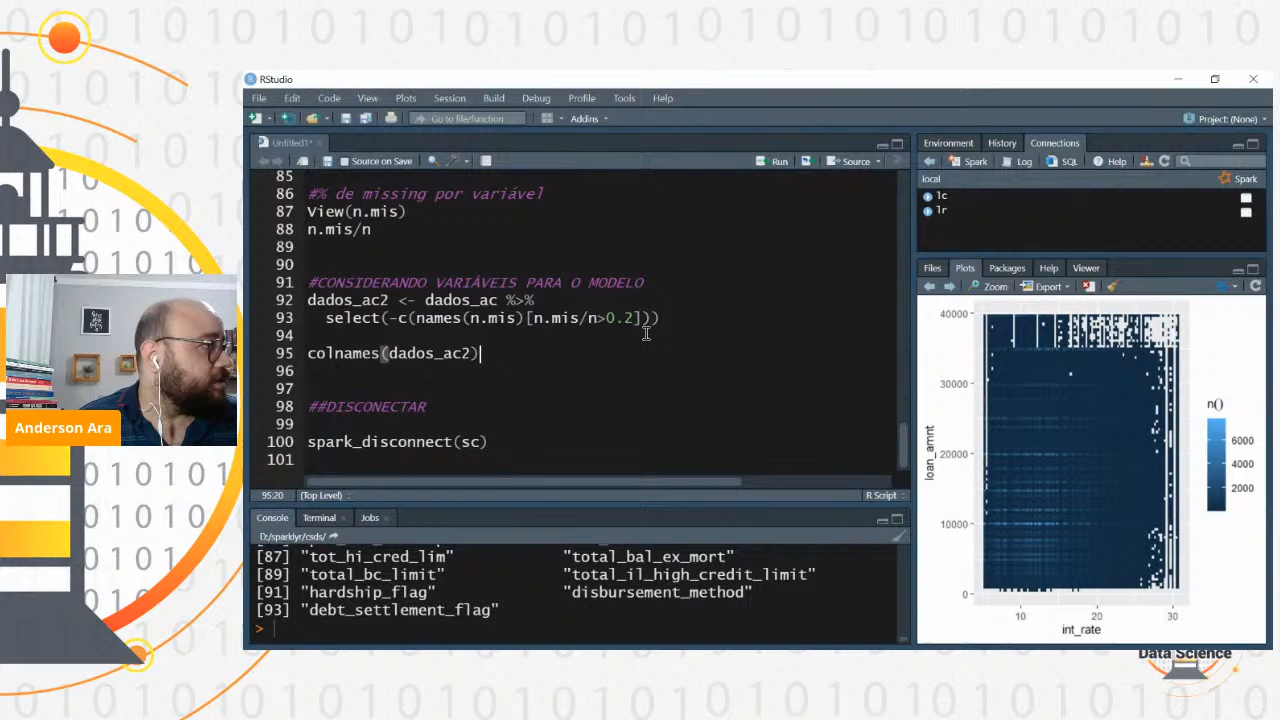 RStudio
File Edit Code View Plots Session Build Debug Profile Tools Help
Go to file/function Addins Project: (None)
Untitled1*
Source on Save Run Source
85
86 #% de missing por variável
87 View(n.mis)
88 n.mis/n
89
90
91 #CONSIDERANDO VARIÁVEIS PARA O MODELO
92 dados_ac2 <- dados_ac %>%
93 select(-c(names(n.mis)[n.mis/n>0.2]))
94
95 colnames(dados_ac2)
96
97
98 ##DISCONECTAR
99
100 spark_disconnect(sc)
101
95:20 (Top Level) R Script
Console Terminal Jobs
D:/sparklyr/csds/
[87] "tot_hi_cred_lim" "total_bal_ex_mort"
[89] "total_bc_limit" "total_il_high_credit_limit"
[91] "hardship_flag" "disbursement_method"
[93] "debt_settlement_flag"
>
Environment History Connections
Spark Log SQL Help
local Spark
lc
lr
Files Plots Packages Help Viewer
Zoom Export
40000
30000
20000
10000
0
loan_amnt
10 20 30
int_rate
n()
6000
4000
2000
Anderson Ara
Data Science